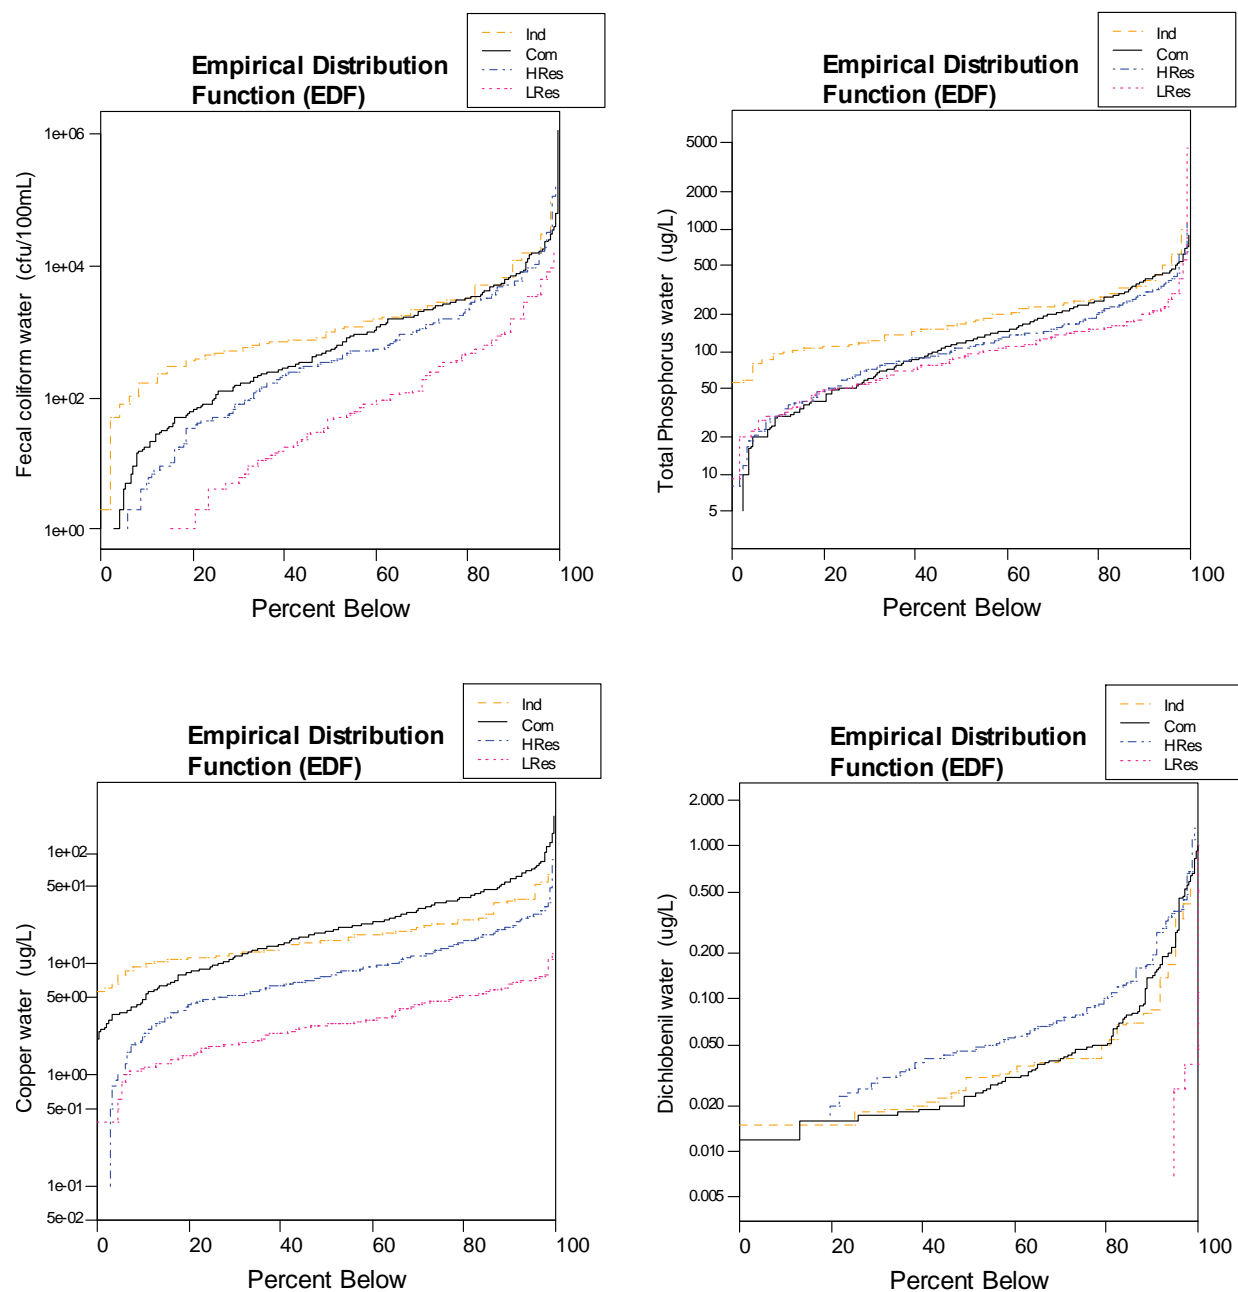 Empirical Distribution
Function (EDF)
Ind
Com
HRes
LRes
Fecal coliform water (cfu/100mL)
1e+06
1e+04
1e+02
1e+00
0 20 40 60 80 100
Percent Below
Empirical Distribution
Function (EDF)
Ind
Com
HRes
LRes
Total Phosphorus water (ug/L)
5000
2000
1000
500
200
100
50
20
10
5
0 20 40 60 80 100
Percent Below
Empirical Distribution
Function (EDF)
Ind
Com
HRes
LRes
Copper water (ug/L)
1e+02
5e+01
1e+01
5e+00
1e+00
5e-01
1e-01
5e-02
0 20 40 60 80 100
Percent Below
Empirical Distribution
Function (EDF)
Ind
Com
HRes
LRes
Dichlobenil water (ug/L)
2.000
1.000
0.500
0.200
0.100
0.050
0.020
0.010
0.005
0 20 40 60 80 100
Percent Below